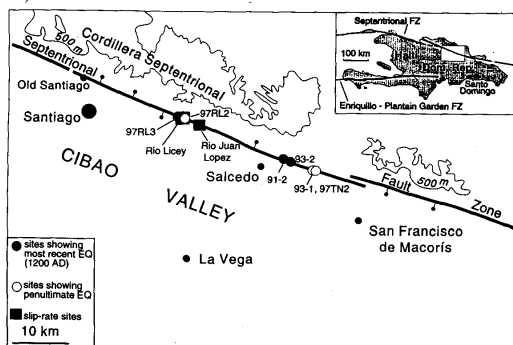 500 m
Septentrional
Cordillera Septentrional
Old Santiago
Santiago
97RL2
97RL3
Rio Licey
Rio Juan
Lopez
CIBAO
VALLEY
Salcedo
93-2
91-2
93-1, 97TN2
500 m
Fault
Zone
San Francisco
de Macorís
La Vega
Septentrional FZ
100 km
Santo
Domingo
Enriquillo - Plantain Garden FZ
sites showing
most recent EQ
(1200 AD)
sites showing
penultimate EQ
slip-rate sites
10 km